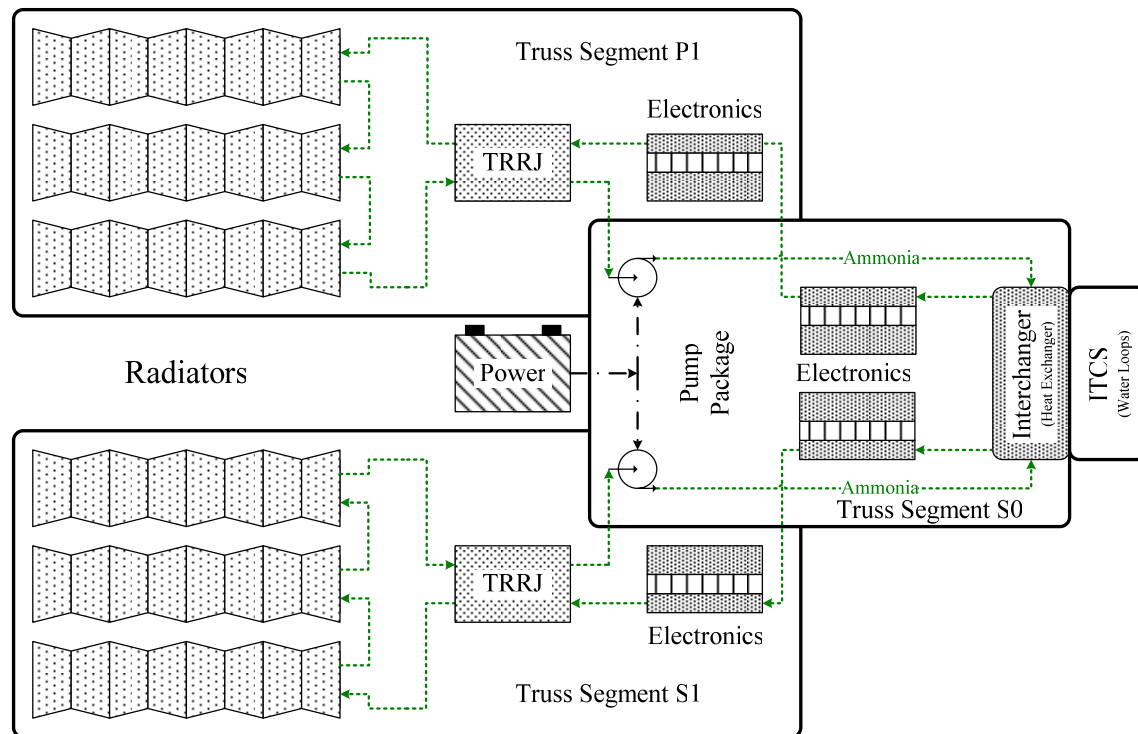 Truss Segment P1
Electronics
TRRJ
Ammonia
Radiators
Power
Pump
Package
Electronics
Interchanger
(Heat Exchanger)
ITCS
(Water Loops)
Ammonia
Truss Segment S0
TRRJ
Electronics
Truss Segment S1